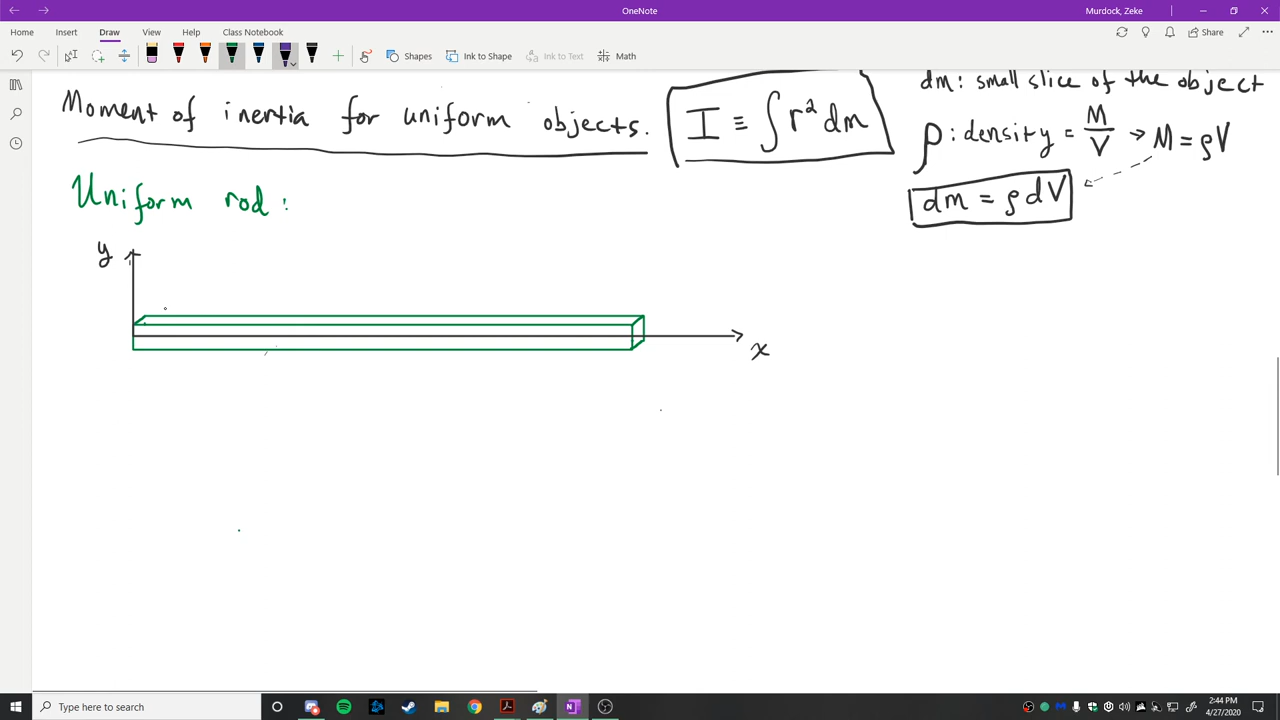 OneNote
Murdock, Zeke
Home Insert Draw View Help Class Notebook
Share
Shapes Ink to Shape Ink to Text Math
dm: small slice of the object
Moment of inertia for uniform objects.
I ≡ ∫ r² dm
ρ: density = M/V → M = ρV
dm = ρ dV
Uniform rod:
y
x
Type here to search
2:44 PM
4/27/2020